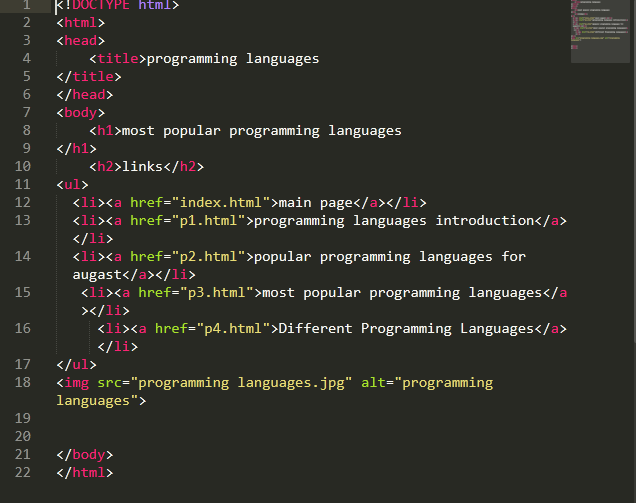 1 <!DOCTYPE html>
2 <html>
3 <head>
4 <title>programming languages
5 </title>
6 </head>
7 <body>
8 <h1>most popular programming languages
9 </h1>
10 <h2>links</h2>
11 <ul>
12 <li><a href="index.html">main page</a></li>
13 <li><a href="p1.html">programming languages introduction</a>
</li>
14 <li><a href="p2.html">popular programming languages for
augast</a></li>
15 <li><a href="p3.html">most popular programming languages</a
></li>
16 <li><a href="p4.html">Different Programming Languages</a>
</li>
17 </ul>
18 <img src="programming languages.jpg" alt="programming
languages">
19
20
21 </body>
22 </html>